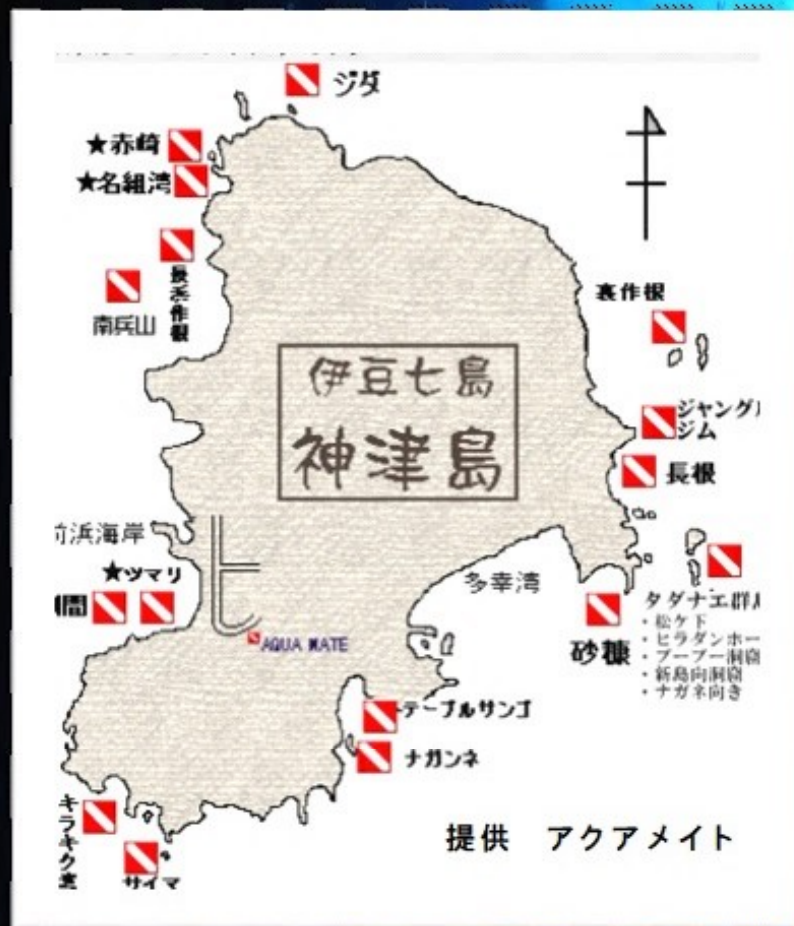 ジダ
★赤崎
★名組湾
長浜作根
南兵山
裏作根
伊豆七島
神津島
ジャングル
ジム
長根
前浜海岸
★ツマリ
多幸湾
AQUA MATE
タダナエ群
・松ケ下
・ヒラダンホー
・ブーブー洞窟
・新島向洞窟
・ナガネ向き
砂糠
テーブルサンゴ
ナガンネ
キラキク
サイマ
提供 アクアメイト